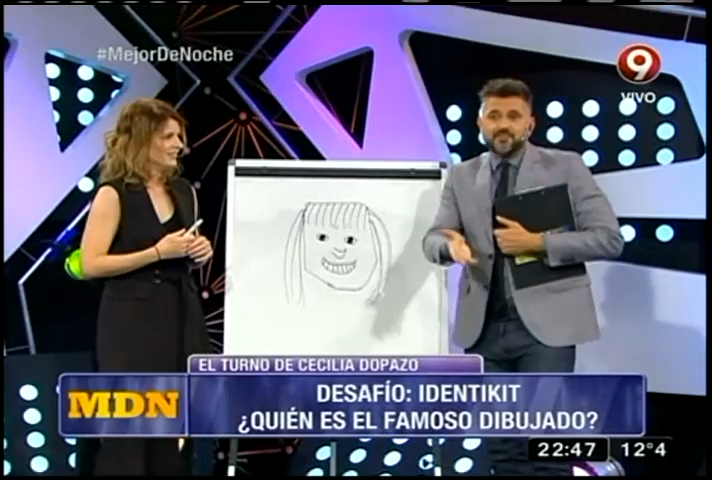 #MejorDeNoche
9
VIVO
EL TURNO DE CECILIA DOPAZO
MDN
DESAFÍO: IDENTIKIT
¿QUIÉN ES EL FAMOSO DIBUJADO?
22:47 12°4